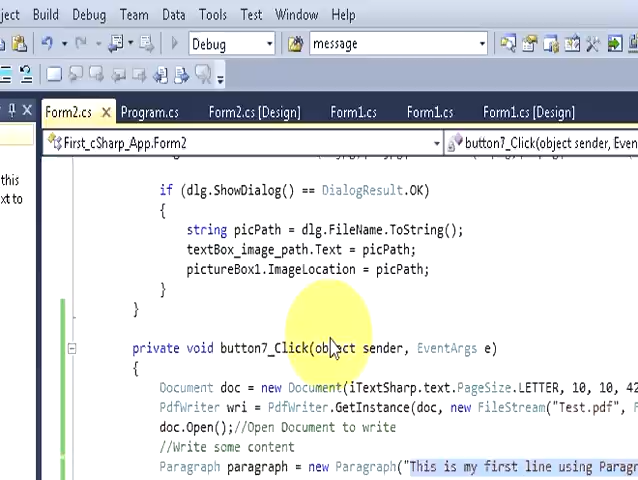 ject Build Debug Team Data Tools Test Window Help
Debug message
Form2.cs Program.cs Form2.cs [Design] Form1.cs Form1.cs Form1.cs [Design]
First_cSharp_App.Form2 button7_Click(object sender, Even
this
xt to
if (dlg.ShowDialog() == DialogResult.OK)
{
string picPath = dlg.FileName.ToString();
textBox_image_path.Text = picPath;
pictureBox1.ImageLocation = picPath;
}
}
private void button7_Click(object sender, EventArgs e)
{
Document doc = new Document(iTextSharp.text.PageSize.LETTER, 10, 10, 42
PdfWriter wri = PdfWriter.GetInstance(doc, new FileStream("Test.pdf", F
doc.Open();//Open Document to write
//Write some content
Paragraph paragraph = new Paragraph("This is my first line using Paragr